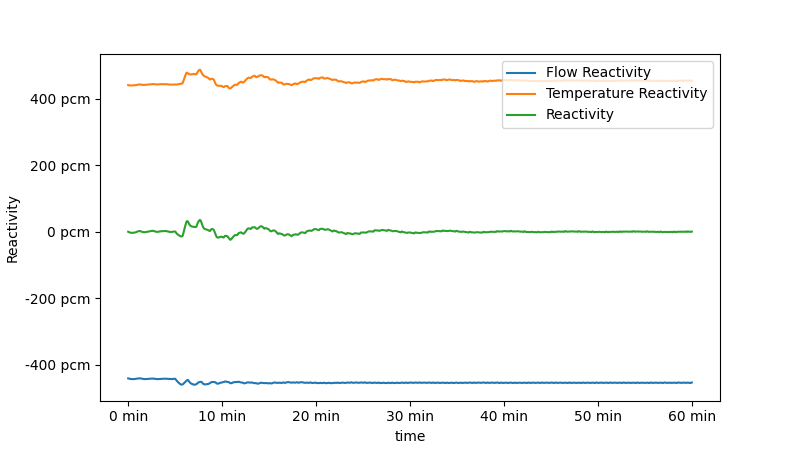 Flow Reactivity
Temperature Reactivity
Reactivity
400 pcm
200 pcm
0 pcm
-200 pcm
-400 pcm
Reactivity
0 min
10 min
20 min
30 min
40 min
50 min
60 min
time